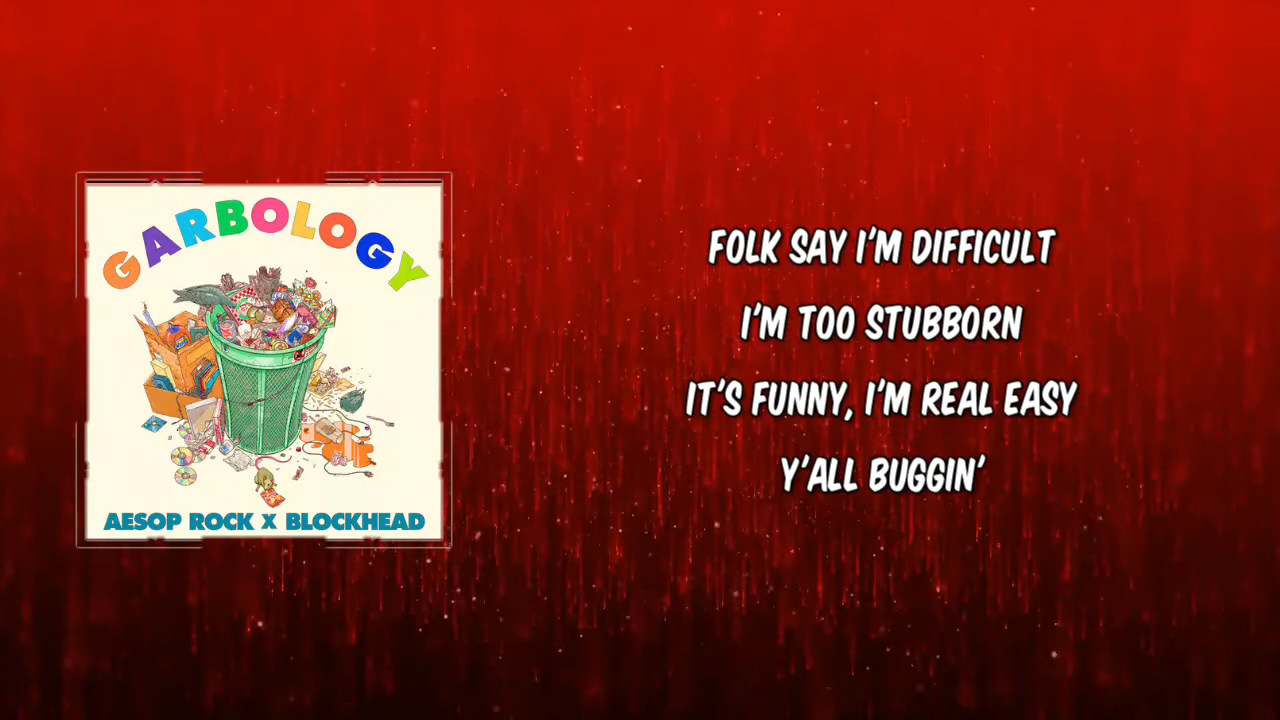 GARBOLOGY
AESOP ROCK X BLOCKHEAD
FOLK SAY I'M DIFFICULT
I'M TOO STUBBORN
IT'S FUNNY, I'M REAL EASY
Y'ALL BUGGIN'